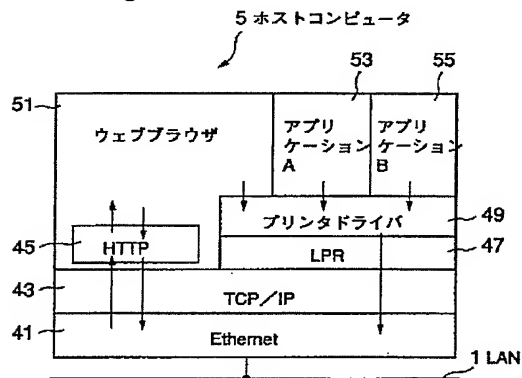 5 ホストコンピュータ
53
55
51
ウェブブラウザ
アプリ
ケーション
A
アプリ
ケーション
B
プリンタドライバ
49
45
HTTP
LPR
47
43
TCP/IP
41
Ethernet
1 LAN